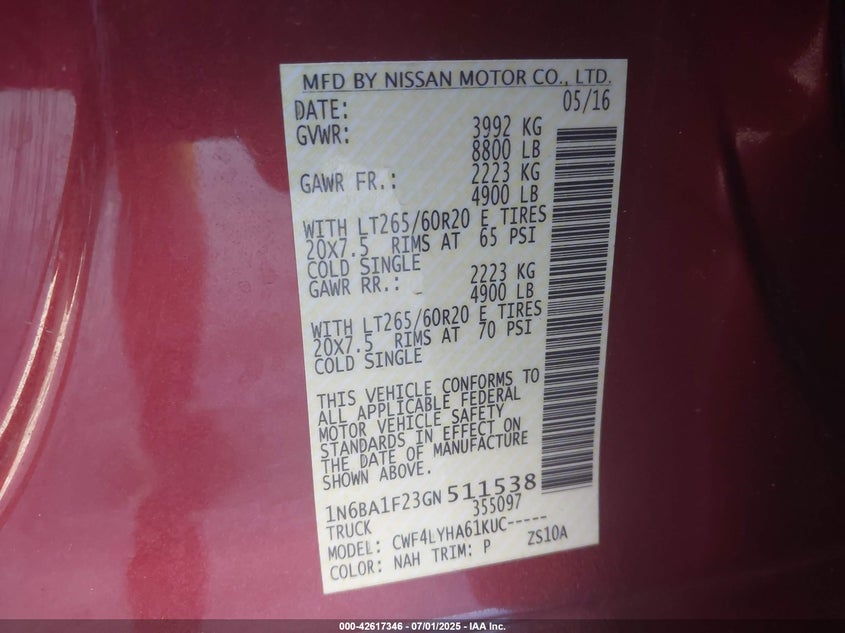 MFD BY NISSAN MOTOR CO., LTD.
DATE: 05/16
GVWR: 3992 KG
8800 LB
GAWR FR.: 2223 KG
4900 LB
WITH LT265/60R20 E TIRES
20X7.5 RIMS AT 65 PSI
COLD SINGLE
GAWR RR.: 2223 KG
4900 LB
WITH LT265/60R20 E TIRES
20X7.5 RIMS AT 70 PSI
COLD SINGLE
THIS VEHICLE CONFORMS TO
ALL APPLICABLE FEDERAL
MOTOR VEHICLE SAFETY
STANDARDS IN EFFECT ON
THE DATE OF MANUFACTURE
SHOWN ABOVE.
1N6BA1F23GN511538
TRUCK 355097
MODEL: CWF4LYHA61KUC-----
COLOR: NAH TRIM: P ZS10A
000-42617346 | 07/01/2025 - IAA Inc.